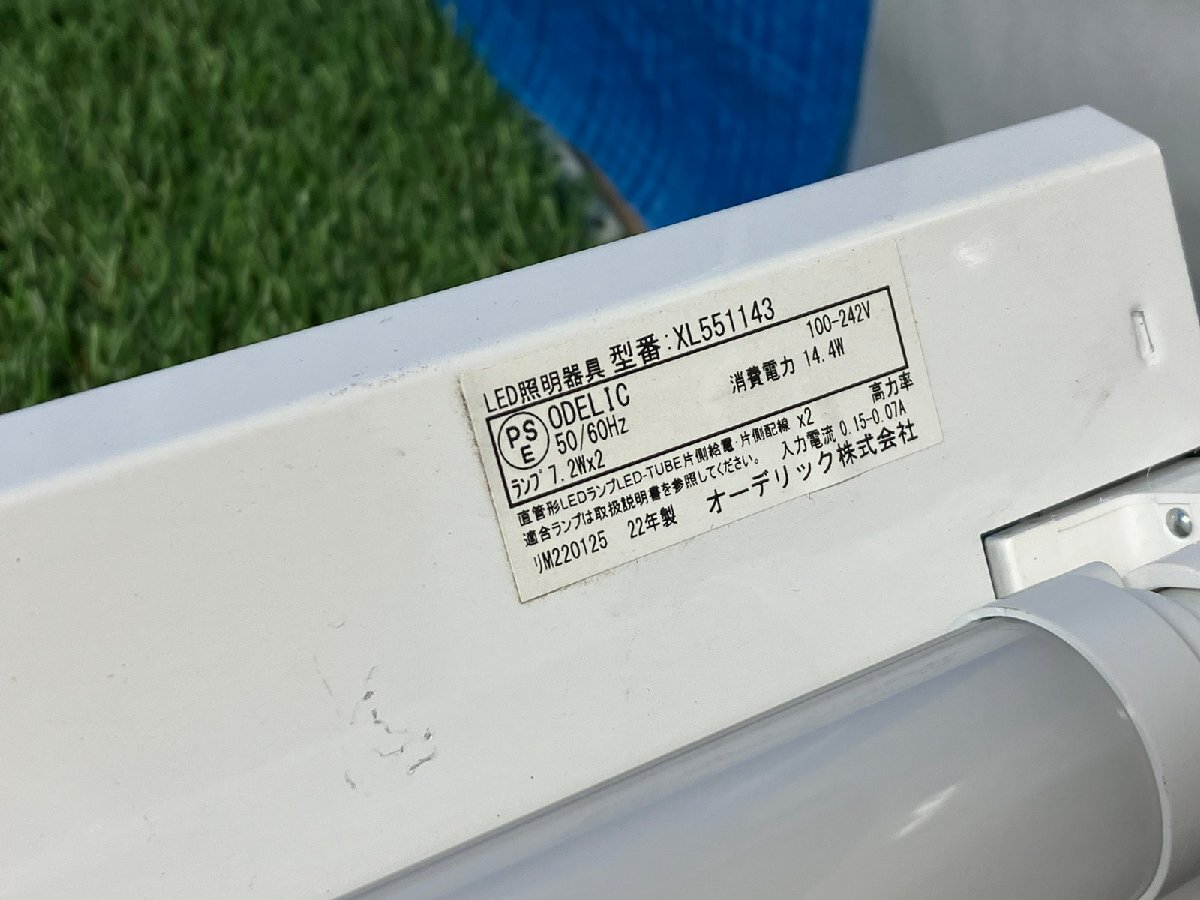 LED照明器具 型番:XL551143
PS E ODELIC 100-242V
50/60Hz 消費電力 14.4W
ランプ 7.2Wx2 高力率
直管形LEDランプLED-TUBE片側給電・片側配線 x2
適合ランプは取扱説明書を参照してください。 入力電流 0.15-0.07A
リM220125 22年製 オーデリック株式会社